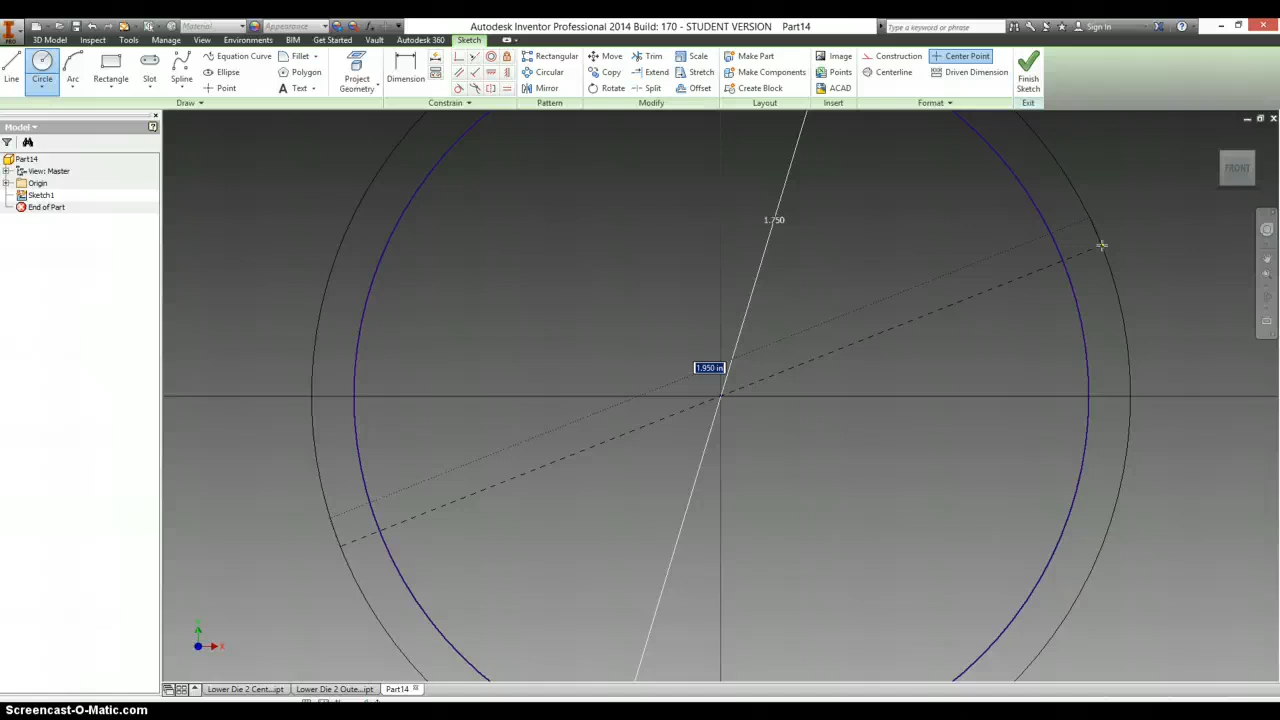 Material
Appearance
Autodesk Inventor Professional 2014 Build: 170 - STUDENT VERSION Part14
Type a keyword or phrase
Sign In
PRO
3D Model Inspect Tools Manage View Environments BIM Get Started Vault Autodesk 360 Sketch
Line
Circle
Arc
Rectangle
Slot
Spline
Equation Curve
Ellipse
Point
Fillet
Polygon
Text
Project
Geometry
Dimension
Rectangular
Circular
Mirror
Move
Copy
Rotate
Trim
Extend
Split
Scale
Stretch
Offset
Make Part
Make Components
Create Block
Image
Points
ACAD
Construction
Centerline
Center Point
Driven Dimension
Finish
Sketch
Draw
Constrain
Pattern
Modify
Layout
Insert
Format
Exit
Model
Part14
View: Master
Origin
Sketch1
End of Part
FRONT
1.750
1.950 in
X
Lower Die 2 Cent...ipt
Lower Die 2 Oute...ipt
Part14
Screencast-O-Matic.com